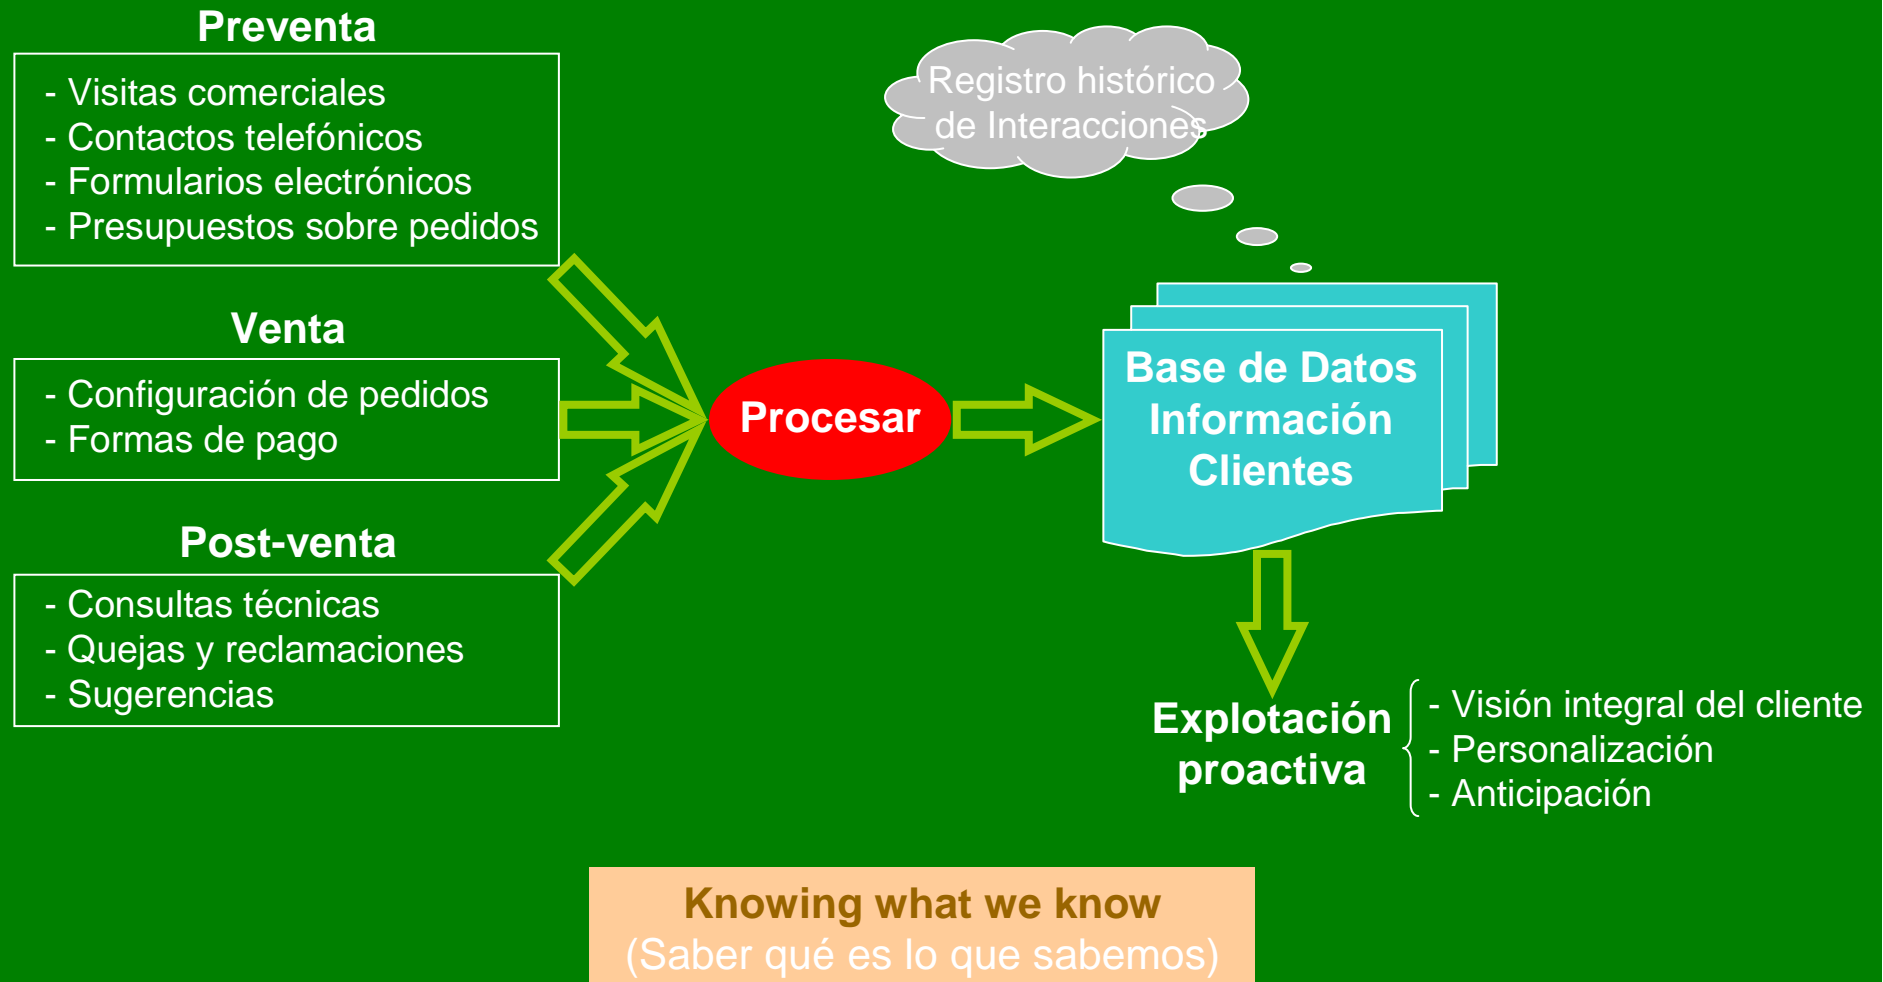 Preventa
- Visitas comerciales
- Contactos telefónicos
- Formularios electrónicos
- Presupuestos sobre pedidos
Venta
- Configuración de pedidos
- Formas de pago
Post-venta
- Consultas técnicas
- Quejas y reclamaciones
- Sugerencias
Procesar
Registro histórico
de Interacciones
Base de Datos
Información
Clientes
Explotación
proactiva
- Visión integral del cliente
- Personalización
- Anticipación
Knowing what we know
(Saber qué es lo que sabemos)